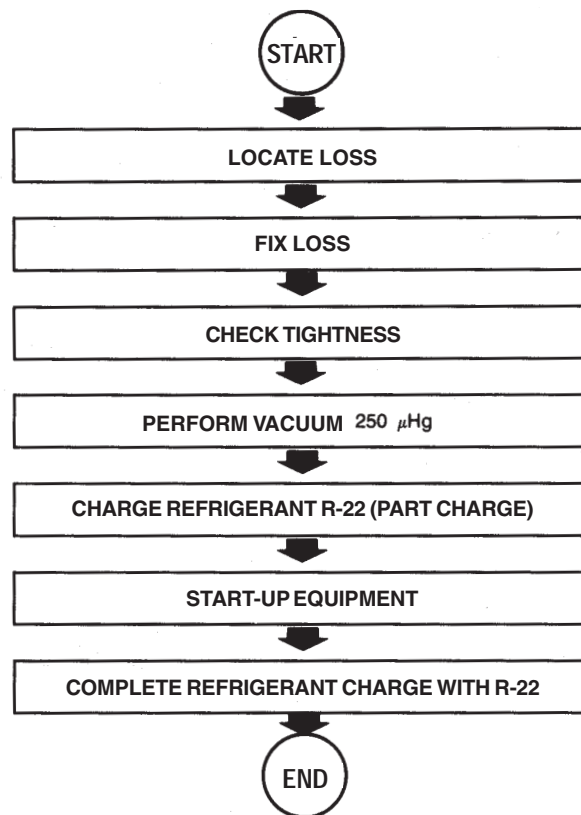 START
LOCATE LOSS
FIX LOSS
CHECK TIGHTNESS
PERFORM VACUUM 250 μHg
CHARGE REFRIGERANT R-22 (PART CHARGE)
START-UP EQUIPMENT
COMPLETE REFRIGERANT CHARGE WITH R-22
END